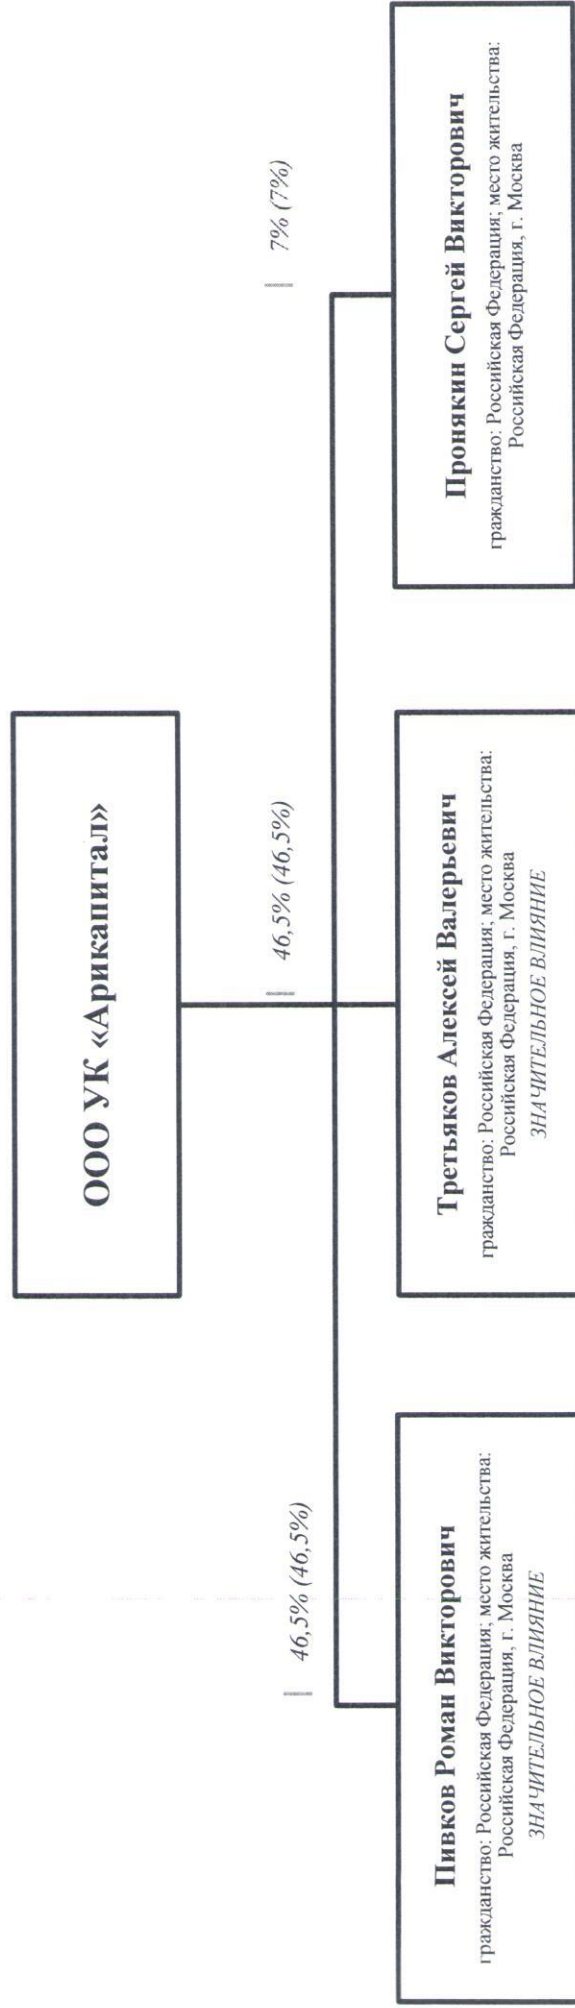 ООО УК «Арикапитал»
46,5% (46,5%)
46,5% (46,5%)
7% (7%)
Пивков Роман Викторович
гражданство: Российская Федерация; место жительства:
Российская Федерация, г. Москва
ЗНАЧИТЕЛЬНОЕ ВЛИЯНИЕ
Третьяков Алексей Валерьевич
гражданство: Российская Федерация; место жительства:
Российская Федерация, г. Москва
ЗНАЧИТЕЛЬНОЕ ВЛИЯНИЕ
Пронякин Сергей Викторович
гражданство: Российская Федерация; место жительства:
Российская Федерация, г. Москва